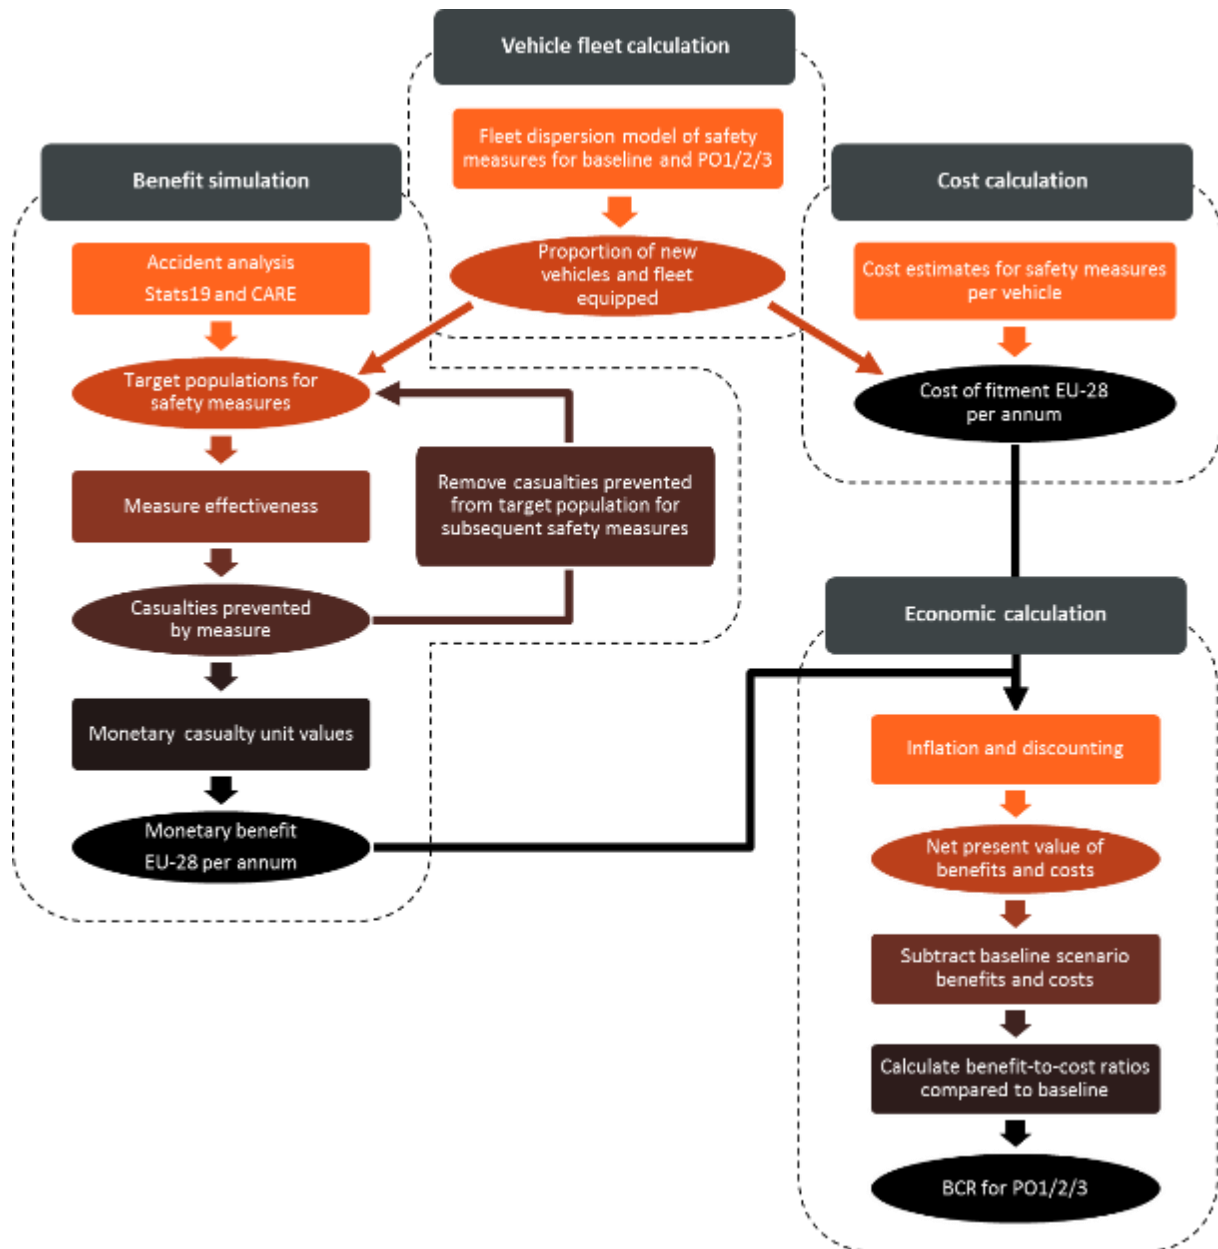 Vehicle fleet calculation
Fleet dispersion model of safety
measures for baseline and PO1/2/3
Proportion of new
vehicles and fleet
equipped
Benefit simulation
Accident analysis
Stats19 and CARE
Target populations for
safety measures
Measure effectiveness
Casualties prevented
by measure
Remove casualties prevented
from target population for
subsequent safety measures
Monetary casualty unit values
Monetary benefit
EU-28 per annum
Cost calculation
Cost estimates for safety measures
per vehicle
Cost of fitment EU-28
per annum
Economic calculation
Inflation and discounting
Net present value of
benefits and costs
Subtract baseline scenario
benefits and costs
Calculate benefit-to-cost ratios
compared to baseline
BCR for PO1/2/3